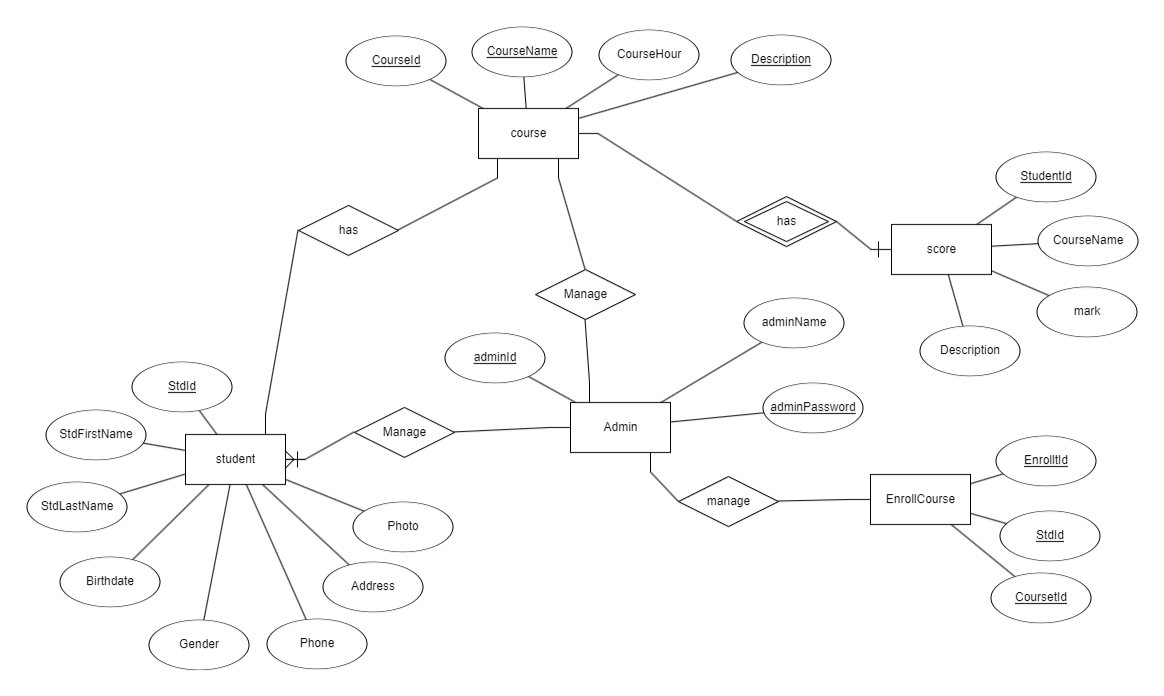 CourseId
CourseName
CourseHour
Description
course
has
has
StudentId
score
CourseName
mark
Description
Manage
adminName
adminId
adminPassword
Admin
StdId
StdFirstName
Manage
student
StdLastName
manage
EnrollCourse
EnrolltId
StdId
CoursetId
Photo
Birthdate
Address
Gender
Phone